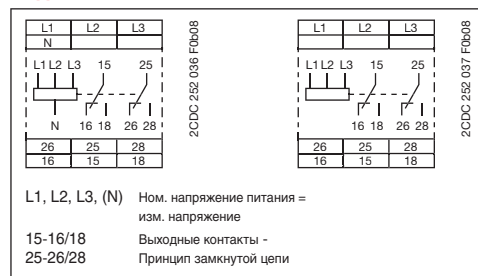 L1 L2 L3
N
L1 L2 L3 15 25
N 16 18 26 28
26 25 28
16 15 18
2CDC 252 036 F0b08
L1 L2 L3
L1 L2 L3 15 25
16 18 26 28
26 25 28
16 15 18
2CDC 252 037 F0b08
L1, L2, L3, (N) Ном. напряжение питания =
изм. напряжение
15-16/18 Выходные контакты -
25-26/28 Принцип замкнутой цепи